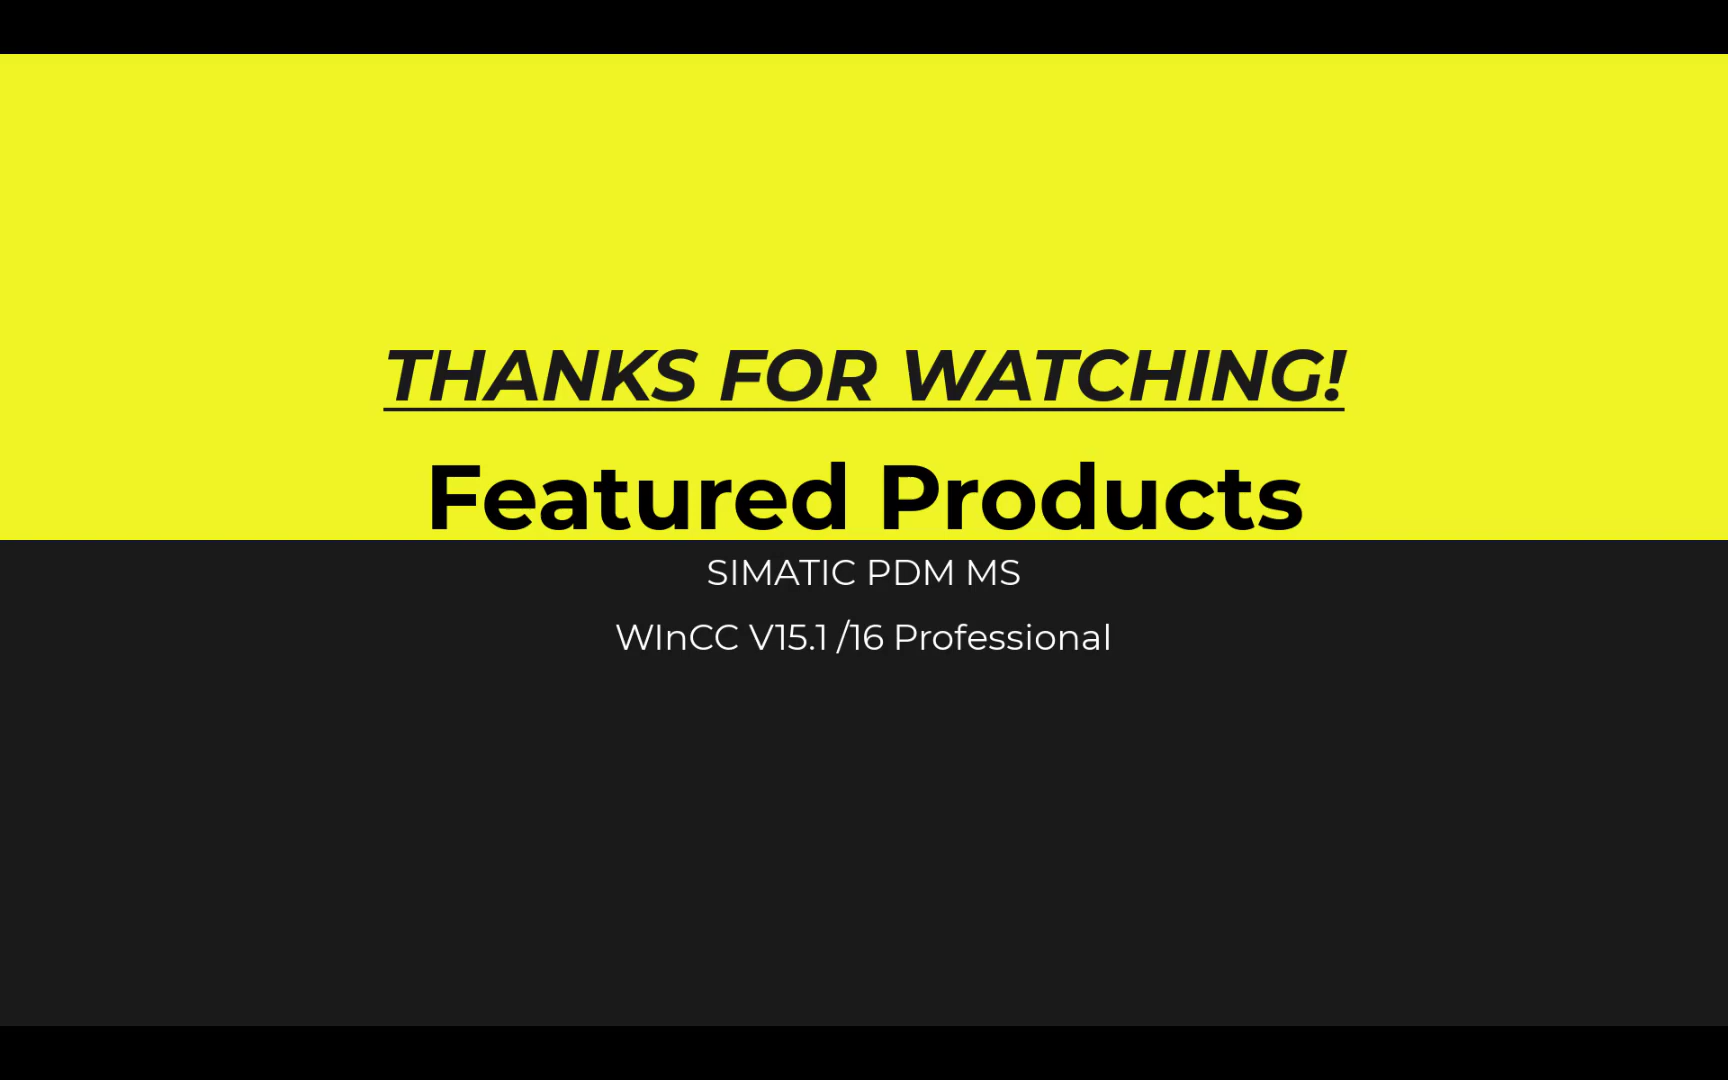 THANKS FOR WATCHING!
Featured Products
SIMATIC PDM MS
WInCC V15.1 /16 Professional